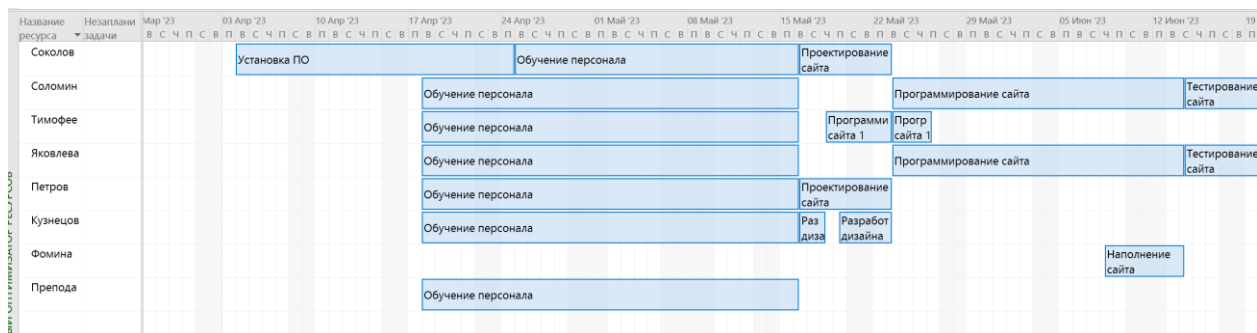 Название Незаплани Мар '23 03 Апр '23 10 Апр '23 17 Апр '23 24 Апр '23 01 Май '23 08 Май '23 15 Май '23 22 Май '23 29 Май '23 05 Июн '23 12 Июн '23 19
ресурса задачи В С Ч П С В П В С Ч П С В П В С Ч П С В П В С Ч П С В П В С Ч П С В П В С Ч П С В П В С Ч П С В П В С Ч П С В П В С Ч П С В П В С Ч П С В П В С Ч П С В П В С Ч П С В П
Соколов Установка ПО Обучение персонала Проектирование
сайта
Соломин Обучение персонала Программирование сайта Тестирование
сайта
Тимофее Обучение персонала Программи Прогр
сайта 1 сайта 1
Яковлева Обучение персонала Программирование сайта Тестирование
сайта
Петров Обучение персонала Проектирование
сайта
Кузнецов Обучение персонала Раз Разработ
диза дизайна
Фомина Наполнение
сайта
Препода Обучение персонала
ОПТИМИЗАТОР РЕСУРСОВ